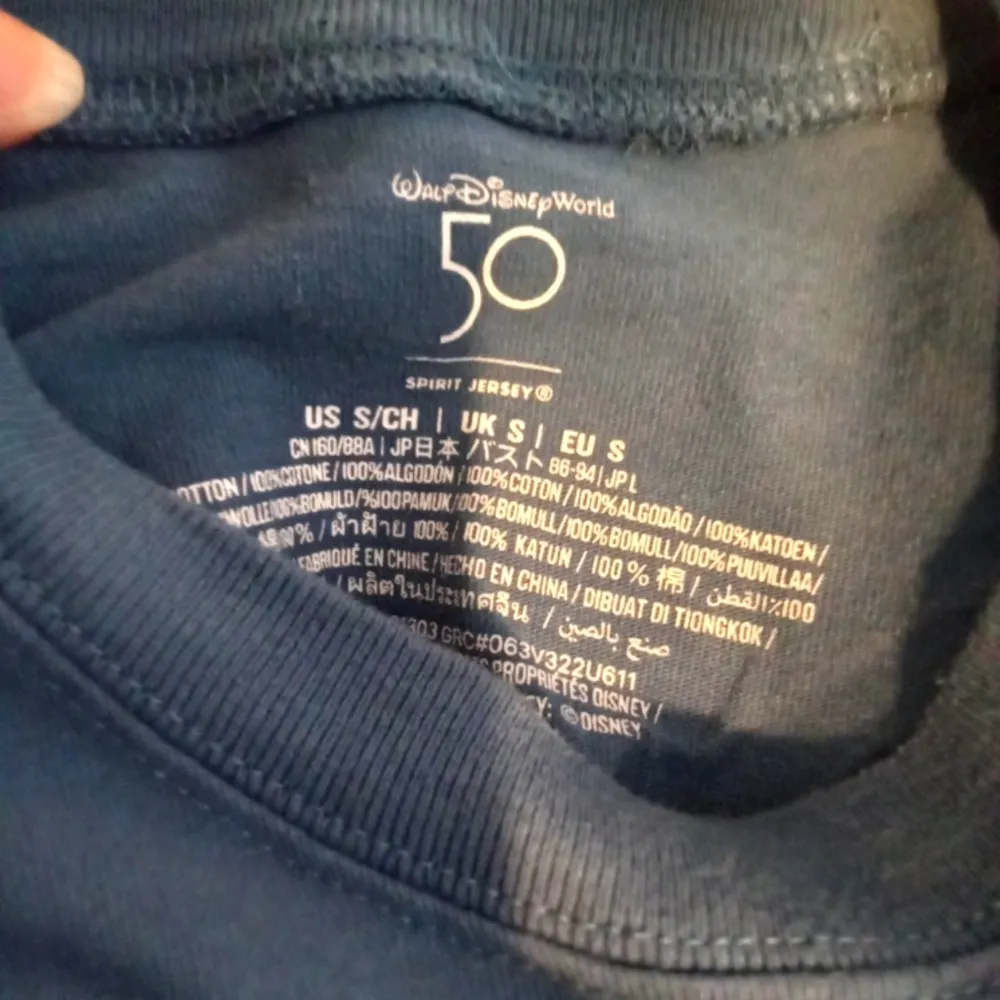 WALT DISNEY World
50
SPIRIT JERSEY®
US S/CH | UK S | EU S
CN 160/88A | JP日本 バスト 86-94 | JP L
/ 100%COTONE / 100%ALGODÓN / 100%COTON / 100%ALGODÃO / 100%KATOEN /
/100%BOMULD/%100PAMUK/100%BOMULL/100%BOMULL/100%PUUVILLAA/
/ ผ้าฝ้าย 100% / 100% KATUN / 100% 棉 / القطن٪100
FABRIQUÉ EN CHINE / HECHO EN CHINA / DIBUAT DI TIONGKOK /
/ ผลิตในประเทศจีน / صنع بالصين
GRC#063V322U611
PROPRIÉTÉS DISNEY /
©DISNEY